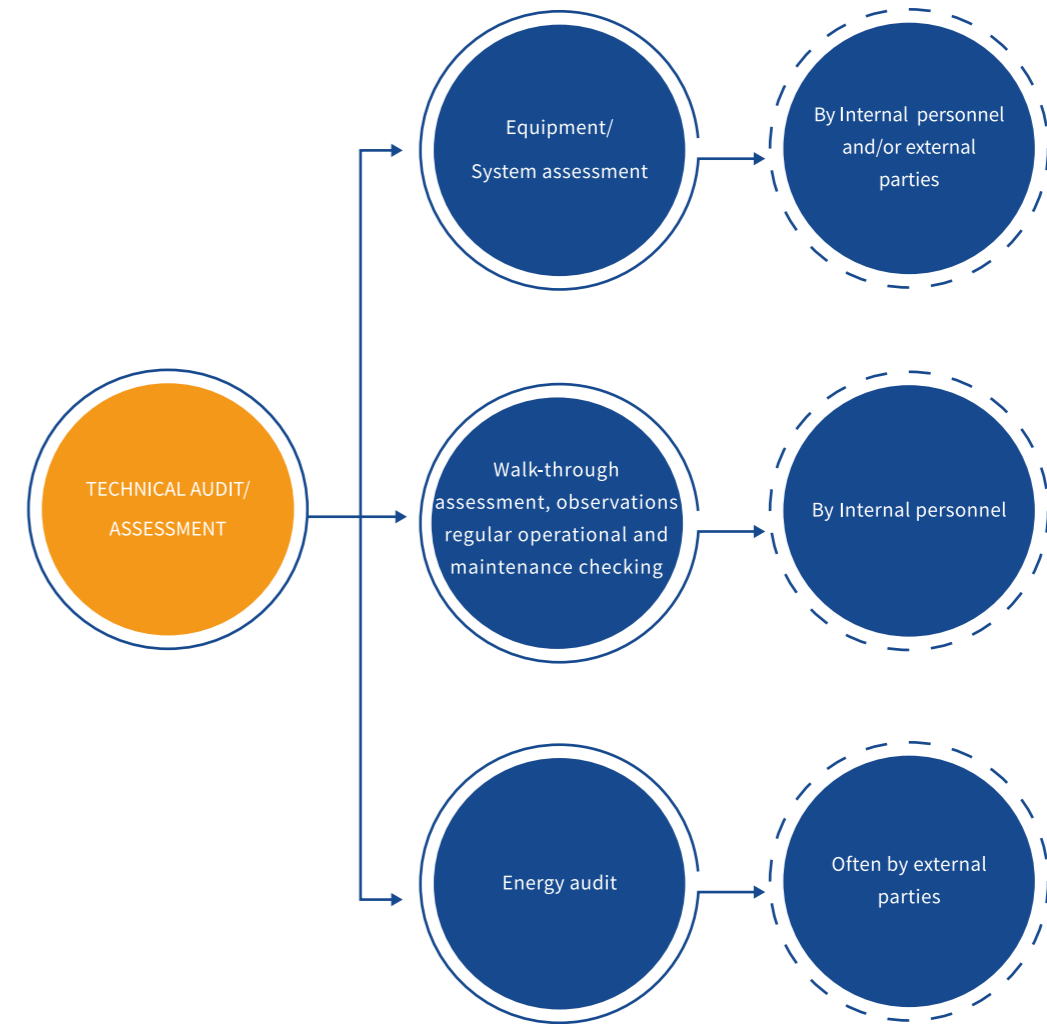 TECHNICAL AUDIT/
ASSESSMENT
Equipment/
System assessment
By Internal personnel
and/or external
parties
Walk-through
assessment, observations
regular operational and
maintenance checking
By Internal personnel
Energy audit
Often by external
parties